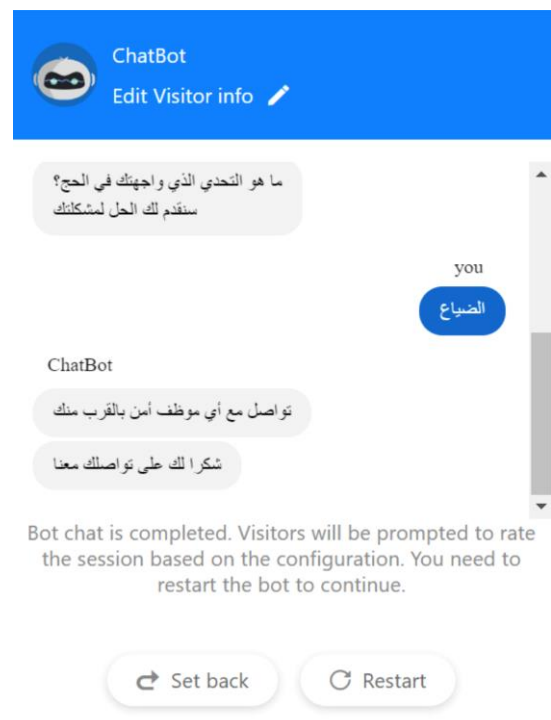 ChatBot
Edit Visitor info
ما هو التحدي الذي واجهتك في الحج؟
سنقدم لك الحل لمشكلتك
you
الضياع
ChatBot
تواصل مع أي موظف أمن بالقرب منك
شكرا لك على تواصلك معنا
Bot chat is completed. Visitors will be prompted to rate
the session based on the configuration. You need to
restart the bot to continue.
Set back
Restart